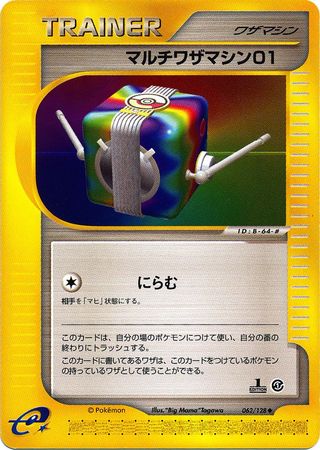 TRAINER
ワザマシン
マルチワザマシン01
ID:B-64-#
にらむ
相手を「マヒ」状態にする。
このカードは、自分の場のポケモンにつけて使い、自分の番の
終わりにトラッシュする。
このカードに書いてあるワザは、このカードをつけたポケモン
の持っているワザとして使うことができる。
1
EDITION
e
© Pokémon
Illus."Big Mama"Tagawa
062/128